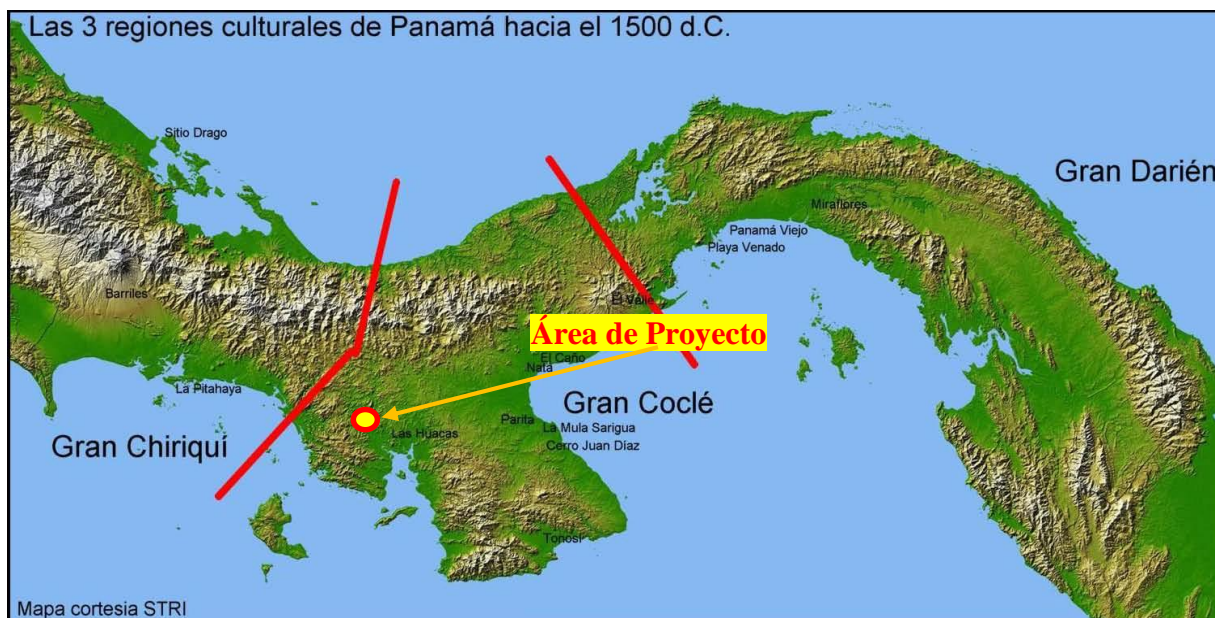 Las 3 regiones culturales de Panamá hacia el 1500 d.C.
Sitio Drago
Gran Darién
Miraflores
Panamá Viejo
Playa Venado
Barriles
El Valle
Área de Proyecto
El Caño
Natá
La Pitahaya
Gran Coclé
Parita
La Mula Sarigua
Las Huacas
Cerro Juan Díaz
Gran Chiriquí
Tonosí
Mapa cortesia STRI